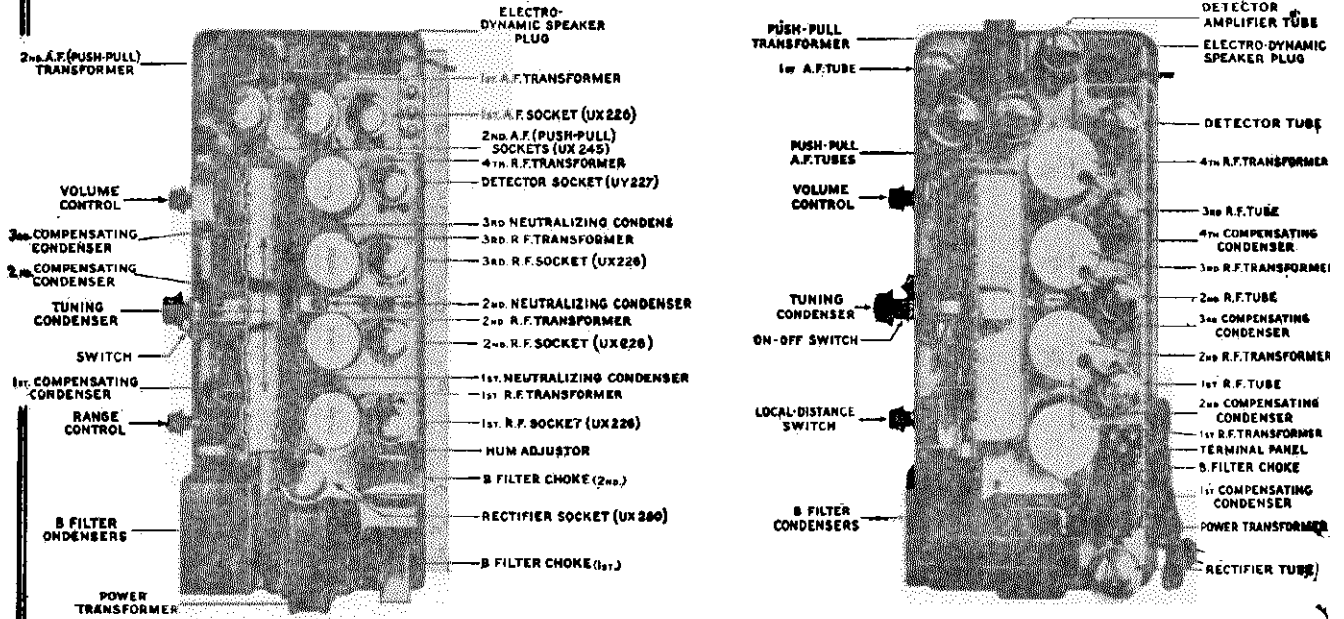 ELECTRO-
DYNAMIC SPEAKER
PLUG
2ND. A.F.(PUSH-PULL)
TRANSFORMER
1ST A.F. TRANSFORMER
1ST A.F. SOCKET (UX226)
2ND. A.F. (PUSH-PULL)
SOCKETS (UX 245)
4TH. R.F. TRANSFORMER
DETECTOR SOCKET (UY227)
VOLUME
CONTROL
3RD NEUTRALIZING CONDENS
3RD. COMPENSATING
CONDENSER
3RD. R.F. TRANSFORMER
3RD. R.F. SOCKET (UX226)
2ND. COMPENSATING
CONDENSER
TUNING
CONDENSER
2ND. NEUTRALIZING CONDENSER
2ND R.F. TRANSFORMER
2ND. R.F. SOCKET (UX226)
SWITCH
1ST. COMPENSATING
CONDENSER
1ST. NEUTRALIZING CONDENSER
1ST R.F. TRANSFORMER
RANGE
CONTROL
1ST. R.F. SOCKET (UX226)
HUM ADJUSTOR
B FILTER CHOKE (2ND.)
RECTIFIER SOCKET (UX280)
B FILTER
ONDENSERS
B FILTER CHOKE (1ST.)
POWER
TRANSFORMER
DETECTOR
AMPLIFIER TUBE
PUSH-PULL
TRANSFORMER
ELECTRO-DYNAMIC
SPEAKER PLUG
1ST A.F. TUBE
DETECTOR TUBE
PUSH-PULL
A.F. TUBES
4TH R.F. TRANSFORMER
VOLUME
CONTROL
3RD R.F. TUBE
4TH COMPENSATING
CONDENSER
3RD R.F. TRANSFORMER
TUNING
CONDENSER
2ND R.F. TUBE
3RD COMPENSATING
CONDENSER
ON-OFF SWITCH
2ND R.F. TRANSFORMER
1ST R.F. TUBE
LOCAL-DISTANCE
SWITCH
2ND COMPENSATING
CONDENSER
1ST R.F. TRANSFORMER
TERMINAL PANEL
B. FILTER CHOKE
1ST COMPENSATING
CONDENSER
B FILTER
CONDENSERS
POWER TRANSFORMER
RECTIFIER TUBE